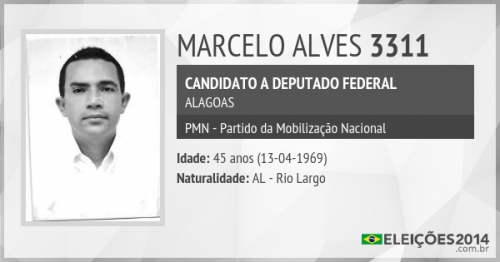 MARCELO ALVES 3311
CANDIDATO A DEPUTADO FEDERAL
ALAGOAS
PMN - Partido da Mobilização Nacional
Idade: 45 anos (13-04-1969)
Naturalidade: AL - Rio Largo
ELEIÇÕES2014
.com.br